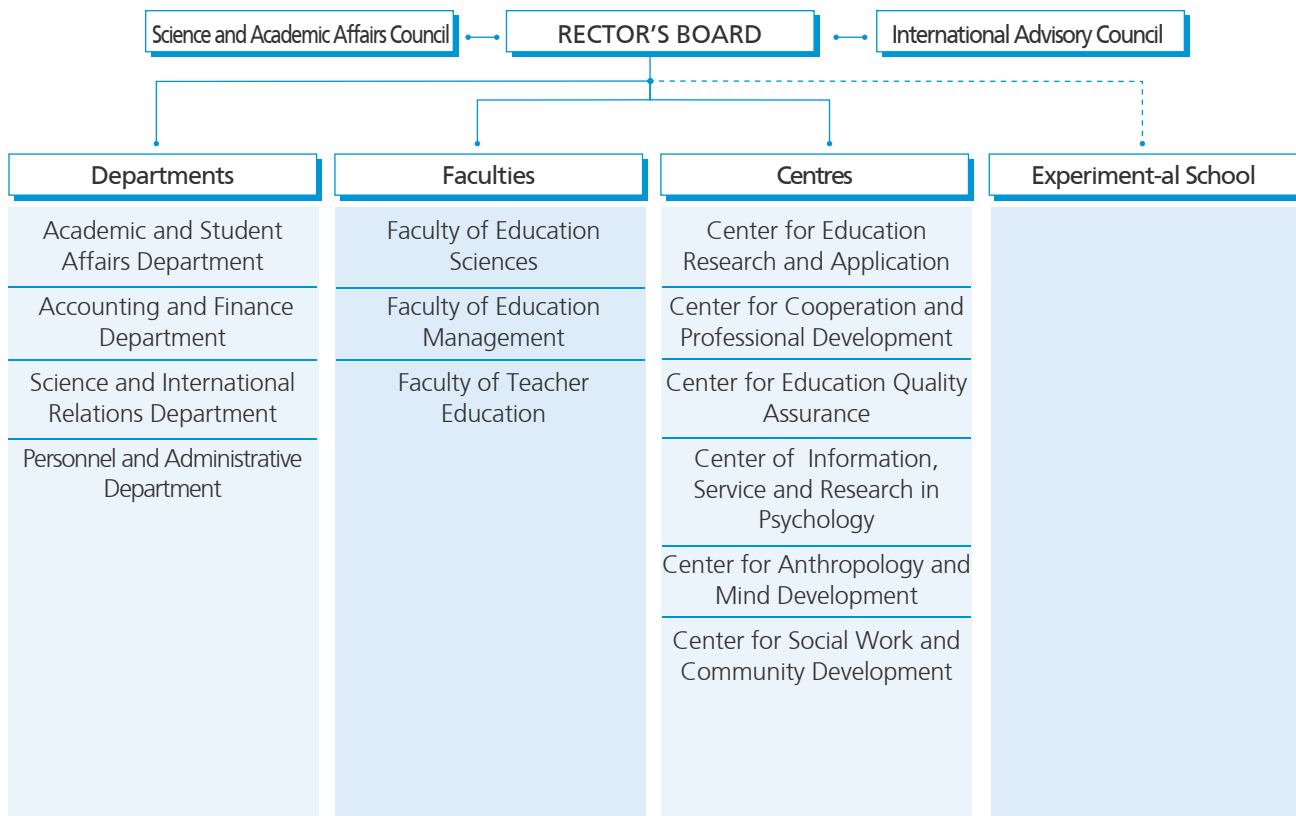 Science and Academic Affairs Council
RECTOR'S BOARD
International Advisory Council
Departments
Faculties
Centres
Experiment-al School
Academic and Student
Affairs Department
Accounting and Finance
Department
Science and International
Relations Department
Personnel and Administrative
Department
Faculty of Education
Sciences
Faculty of Education
Management
Faculty of Teacher
Education
Center for Education
Research and Application
Center for Cooperation and
Professional Development
Center for Education Quality
Assurance
Center of Information,
Service and Research in
Psychology
Center for Anthropology and
Mind Development
Center for Social Work and
Community Development